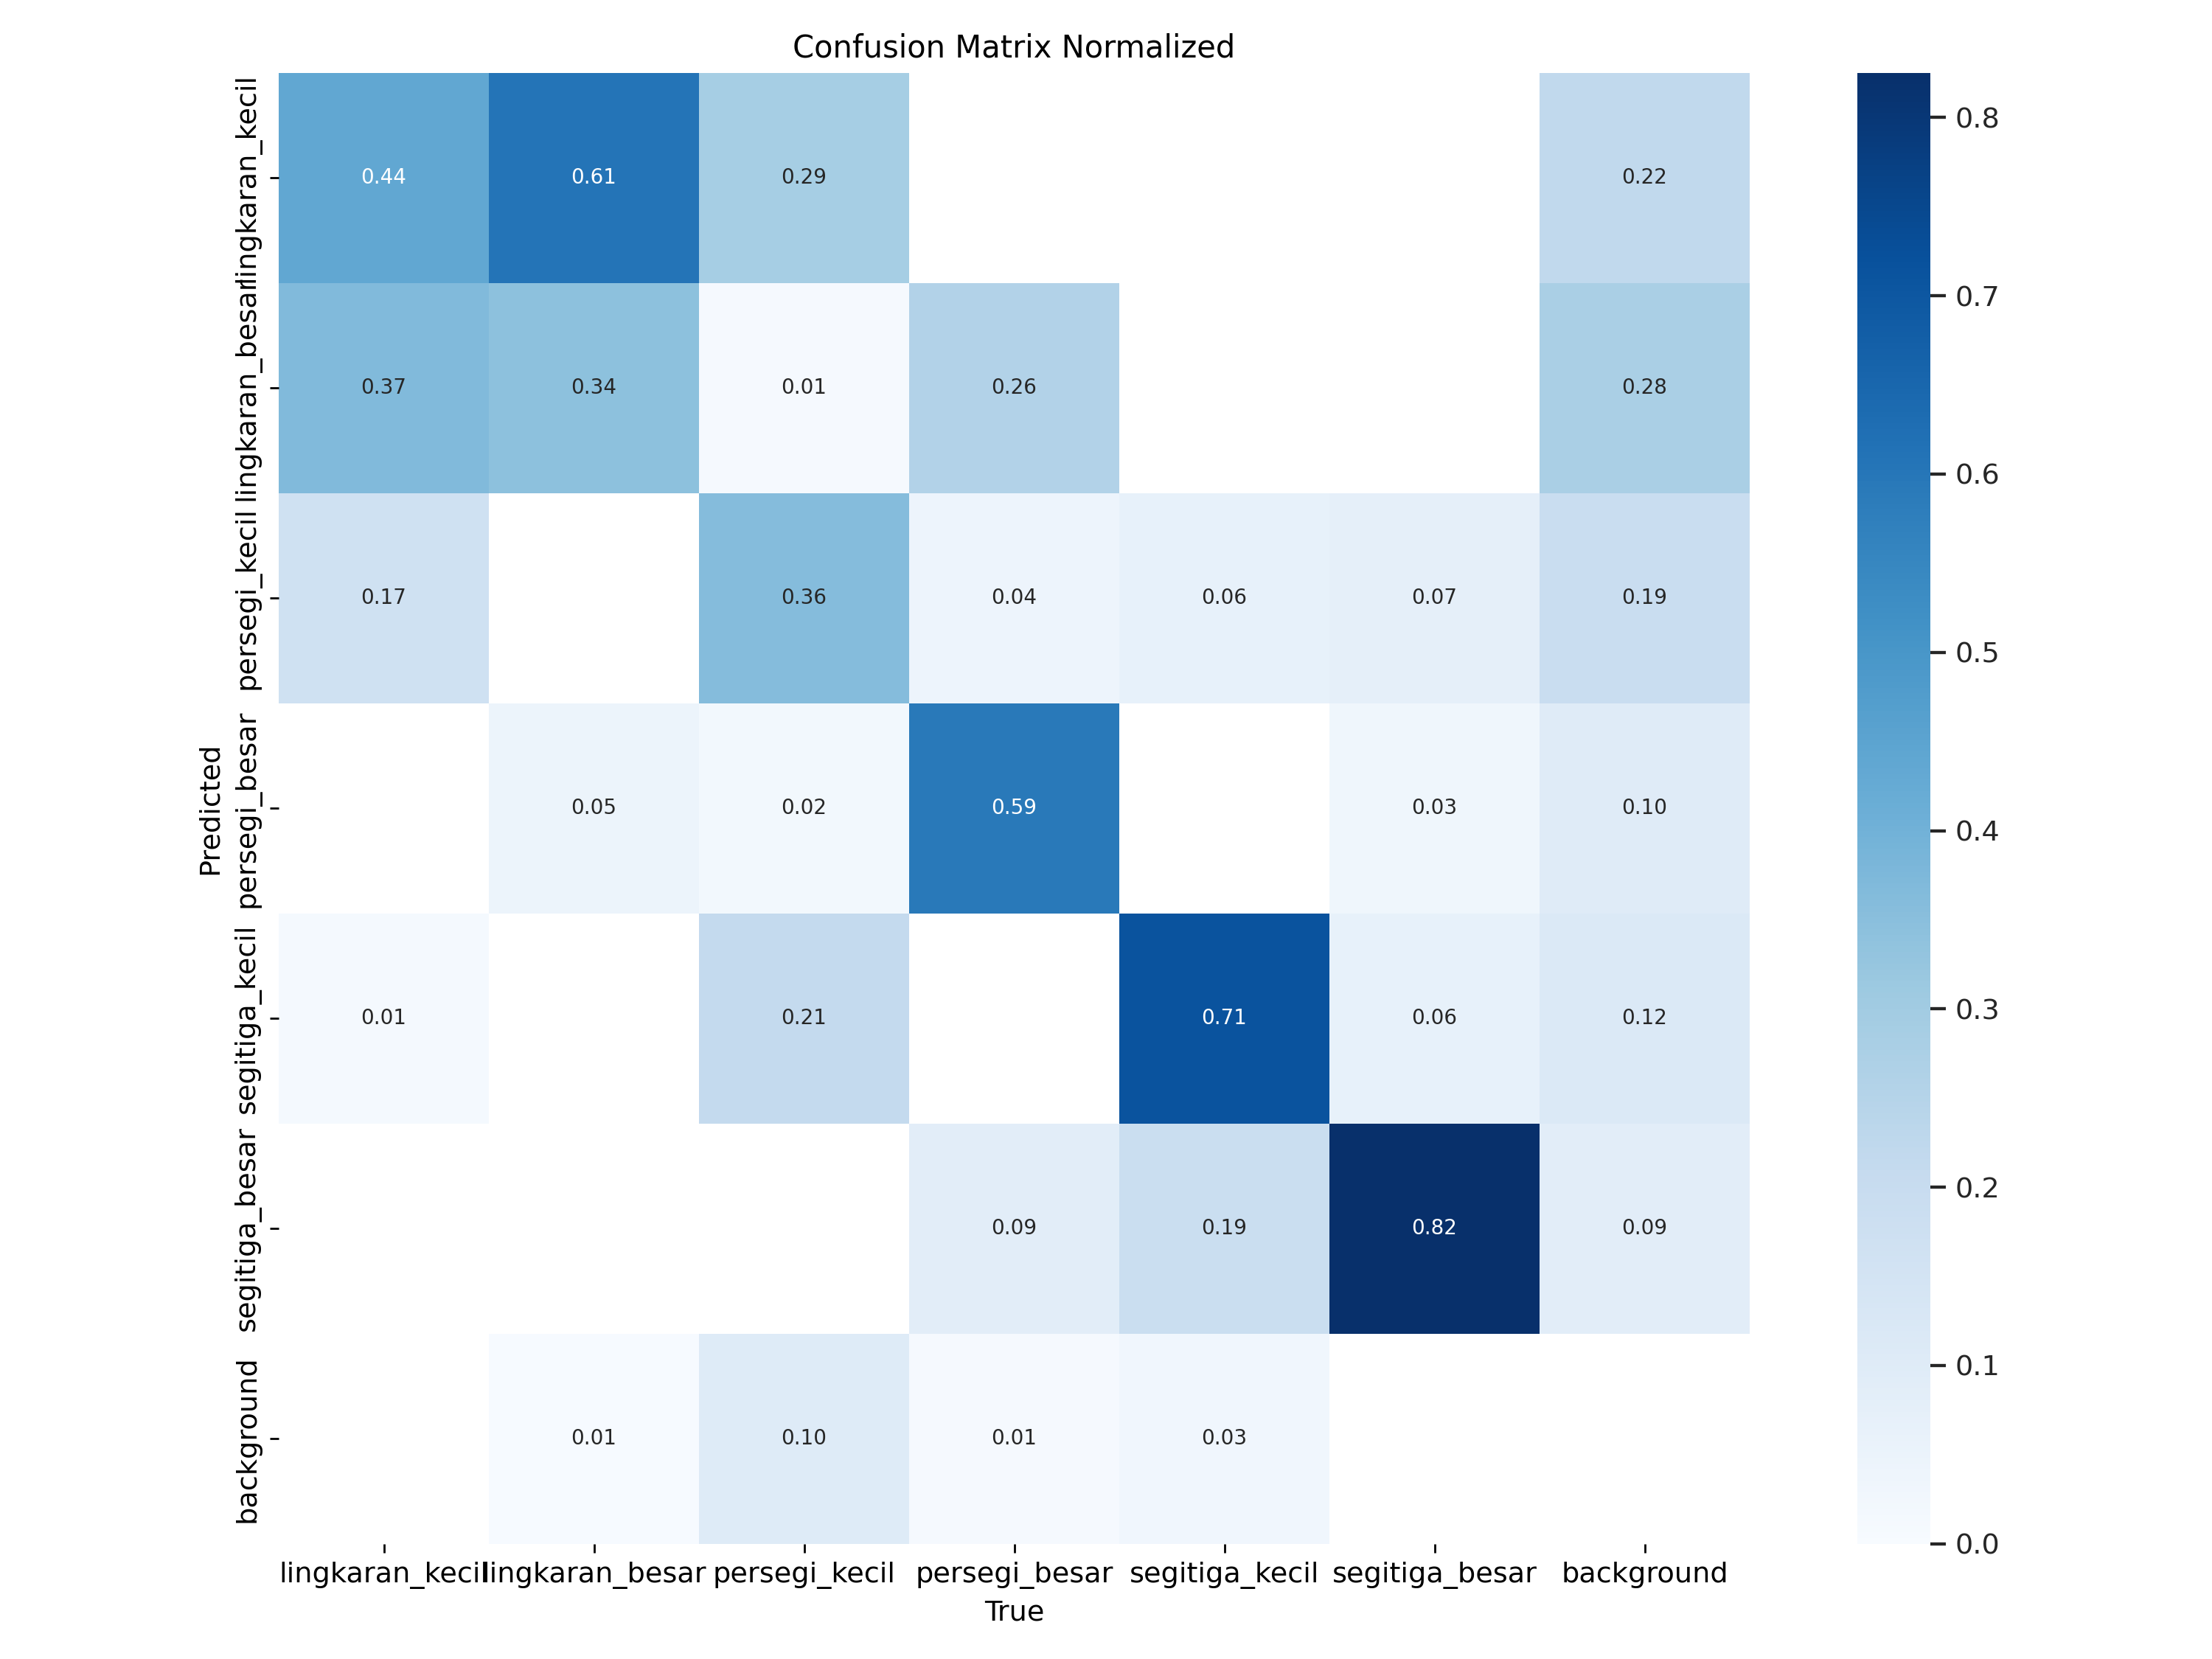 Confusion Matrix Normalized
lingkaran_kecil
0.44 0.61 0.29 0.22
lingkaran_besar
0.37 0.34 0.01 0.26 0.28
persegi_kecil
0.17 0.36 0.04 0.06 0.07 0.19
persegi_besar
0.05 0.02 0.59 0.03 0.10
segitiga_kecil
0.01 0.21 0.71 0.06 0.12
segitiga_besar
0.09 0.19 0.82 0.09
background
0.01 0.10 0.01 0.03
Predicted
lingkaran_kecil lingkaran_besar persegi_kecil persegi_besar segitiga_kecil segitiga_besar background
True
0.8
0.7
0.6
0.5
0.4
0.3
0.2
0.1
0.0